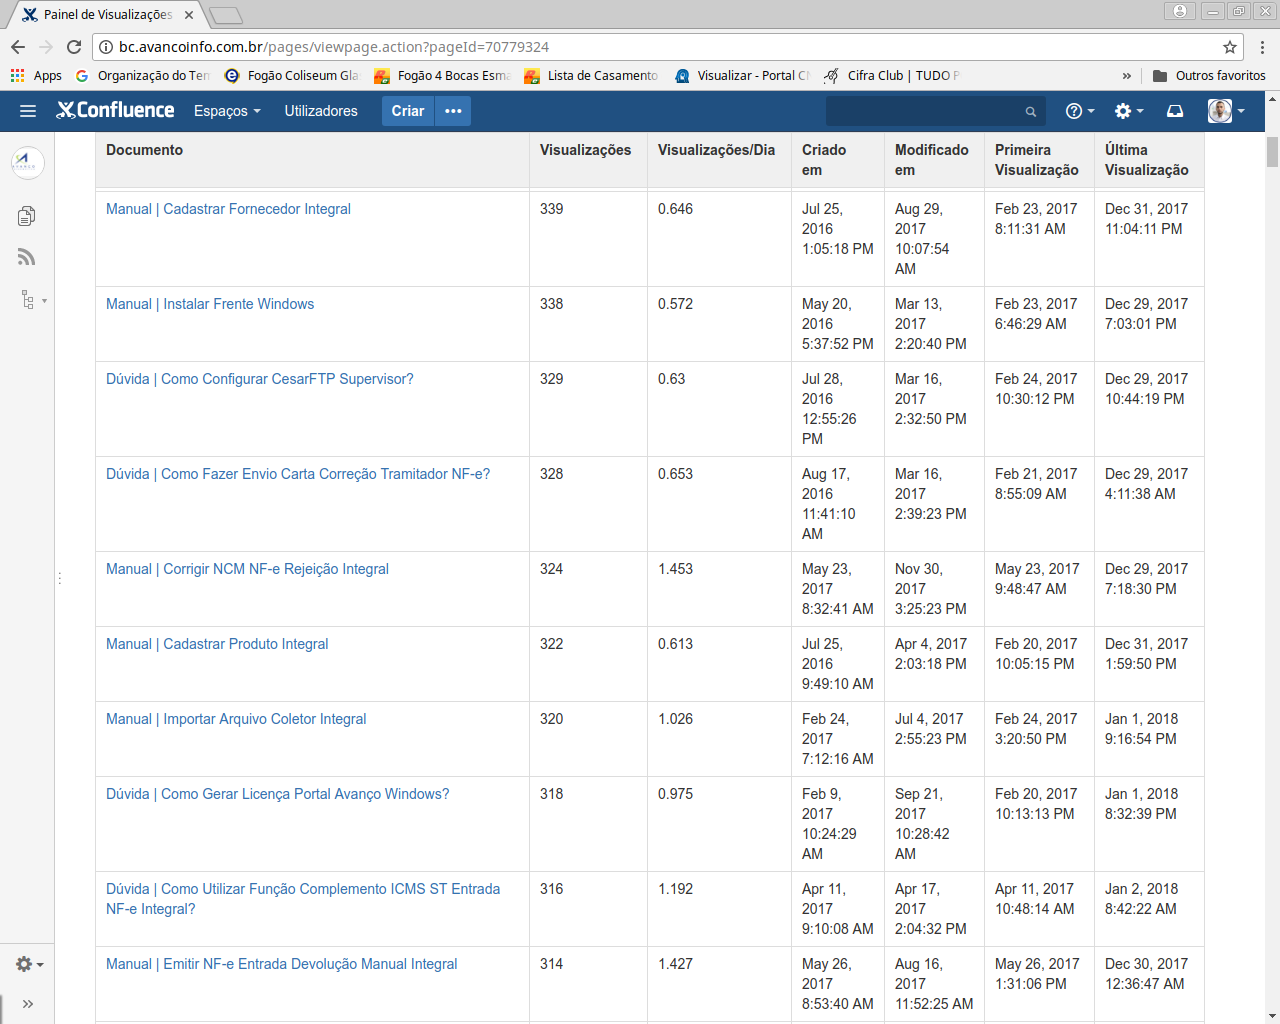 Painel de Visualizações
bc.avancoinfo.com.br/pages/viewpage.action?pageId=70779324
Apps Organização do Ter Fogão Coliseum Gla Fogão 4 Bocas Esma Lista de Casamento Visualizar - Portal C Cifra Club | TUDO P » Outros favoritos
Confluence Espaços Utilizadores Criar •••
Documento Visualizações Visualizações/Dia Criado em Modificado em Primeira Visualização Última Visualização
Manual | Cadastrar Fornecedor Integral 339 0.646 Jul 25, 2016 1:05:18 PM Aug 29, 2017 10:07:54 AM Feb 23, 2017 8:11:31 AM Dec 31, 2017 11:04:11 PM
Manual | Instalar Frente Windows 338 0.572 May 20, 2016 5:37:52 PM Mar 13, 2017 2:20:40 PM Feb 23, 2017 6:46:29 AM Dec 29, 2017 7:03:01 PM
Dúvida | Como Configurar CesarFTP Supervisor? 329 0.63 Jul 28, 2016 12:55:26 PM Mar 16, 2017 2:32:50 PM Feb 24, 2017 10:30:12 PM Dec 29, 2017 10:44:19 PM
Dúvida | Como Fazer Envio Carta Correção Tramitador NF-e? 328 0.653 Aug 17, 2016 11:41:10 AM Mar 16, 2017 2:39:23 PM Feb 21, 2017 8:55:09 AM Dec 29, 2017 4:11:38 AM
Manual | Corrigir NCM NF-e Rejeição Integral 324 1.453 May 23, 2017 8:32:41 AM Nov 30, 2017 3:25:23 PM May 23, 2017 9:48:47 AM Dec 29, 2017 7:18:30 PM
Manual | Cadastrar Produto Integral 322 0.613 Jul 25, 2016 9:49:10 AM Apr 4, 2017 2:03:18 PM Feb 20, 2017 10:05:15 PM Dec 31, 2017 1:59:50 PM
Manual | Importar Arquivo Coletor Integral 320 1.026 Feb 24, 2017 7:12:16 AM Jul 4, 2017 2:55:23 PM Feb 24, 2017 3:20:50 PM Jan 1, 2018 9:16:54 PM
Dúvida | Como Gerar Licença Portal Avanço Windows? 318 0.975 Feb 9, 2017 10:24:29 AM Sep 21, 2017 10:28:42 AM Feb 20, 2017 10:13:13 PM Jan 1, 2018 8:32:39 PM
Dúvida | Como Utilizar Função Complemento ICMS ST Entrada NF-e Integral? 316 1.192 Apr 11, 2017 9:10:08 AM Apr 17, 2017 2:04:32 PM Apr 11, 2017 10:48:14 AM Jan 2, 2018 8:42:22 AM
Manual | Emitir NF-e Entrada Devolução Manual Integral 314 1.427 May 26, 2017 8:53:40 AM Aug 16, 2017 11:52:25 AM May 26, 2017 1:31:06 PM Dec 30, 2017 12:36:47 AM